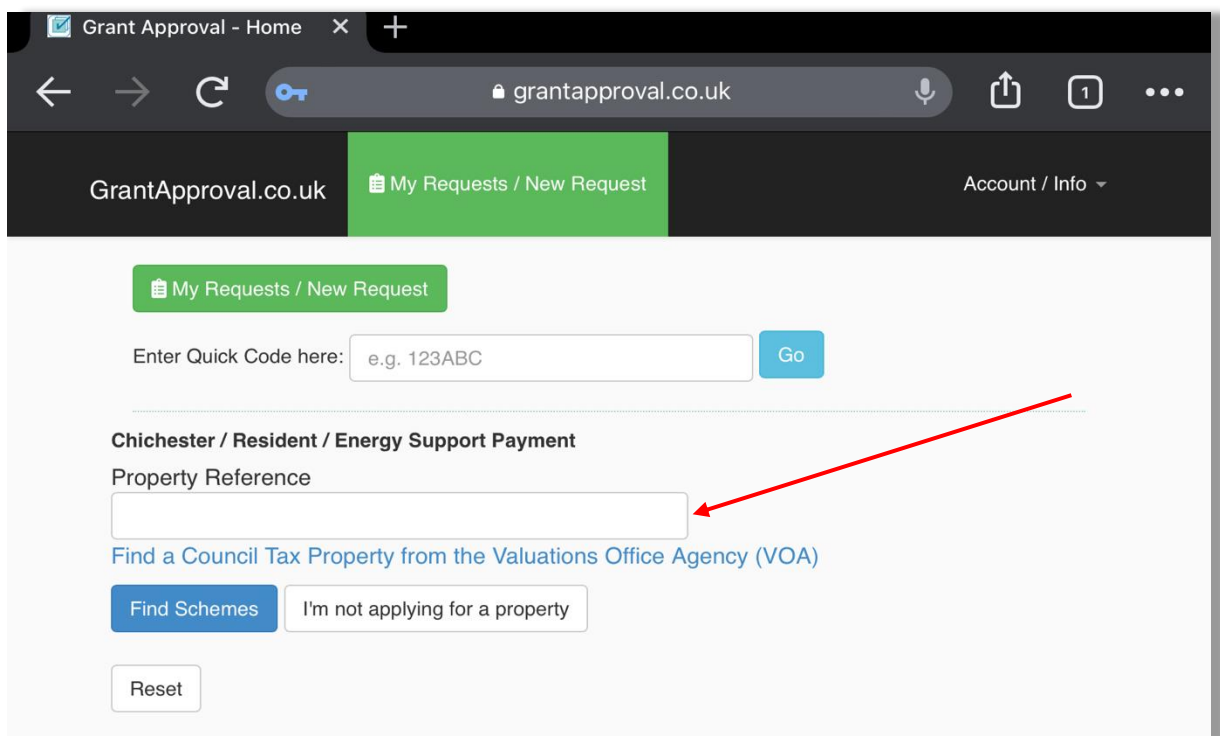 Grant Approval - Home
grantapproval.co.uk
1
GrantApproval.co.uk
My Requests / New Request
Account / Info
My Requests / New Request
Enter Quick Code here:
e.g. 123ABC
Go
Chichester / Resident / Energy Support Payment
Property Reference
Find a Council Tax Property from the Valuations Office Agency (VOA)
Find Schemes
I'm not applying for a property
Reset